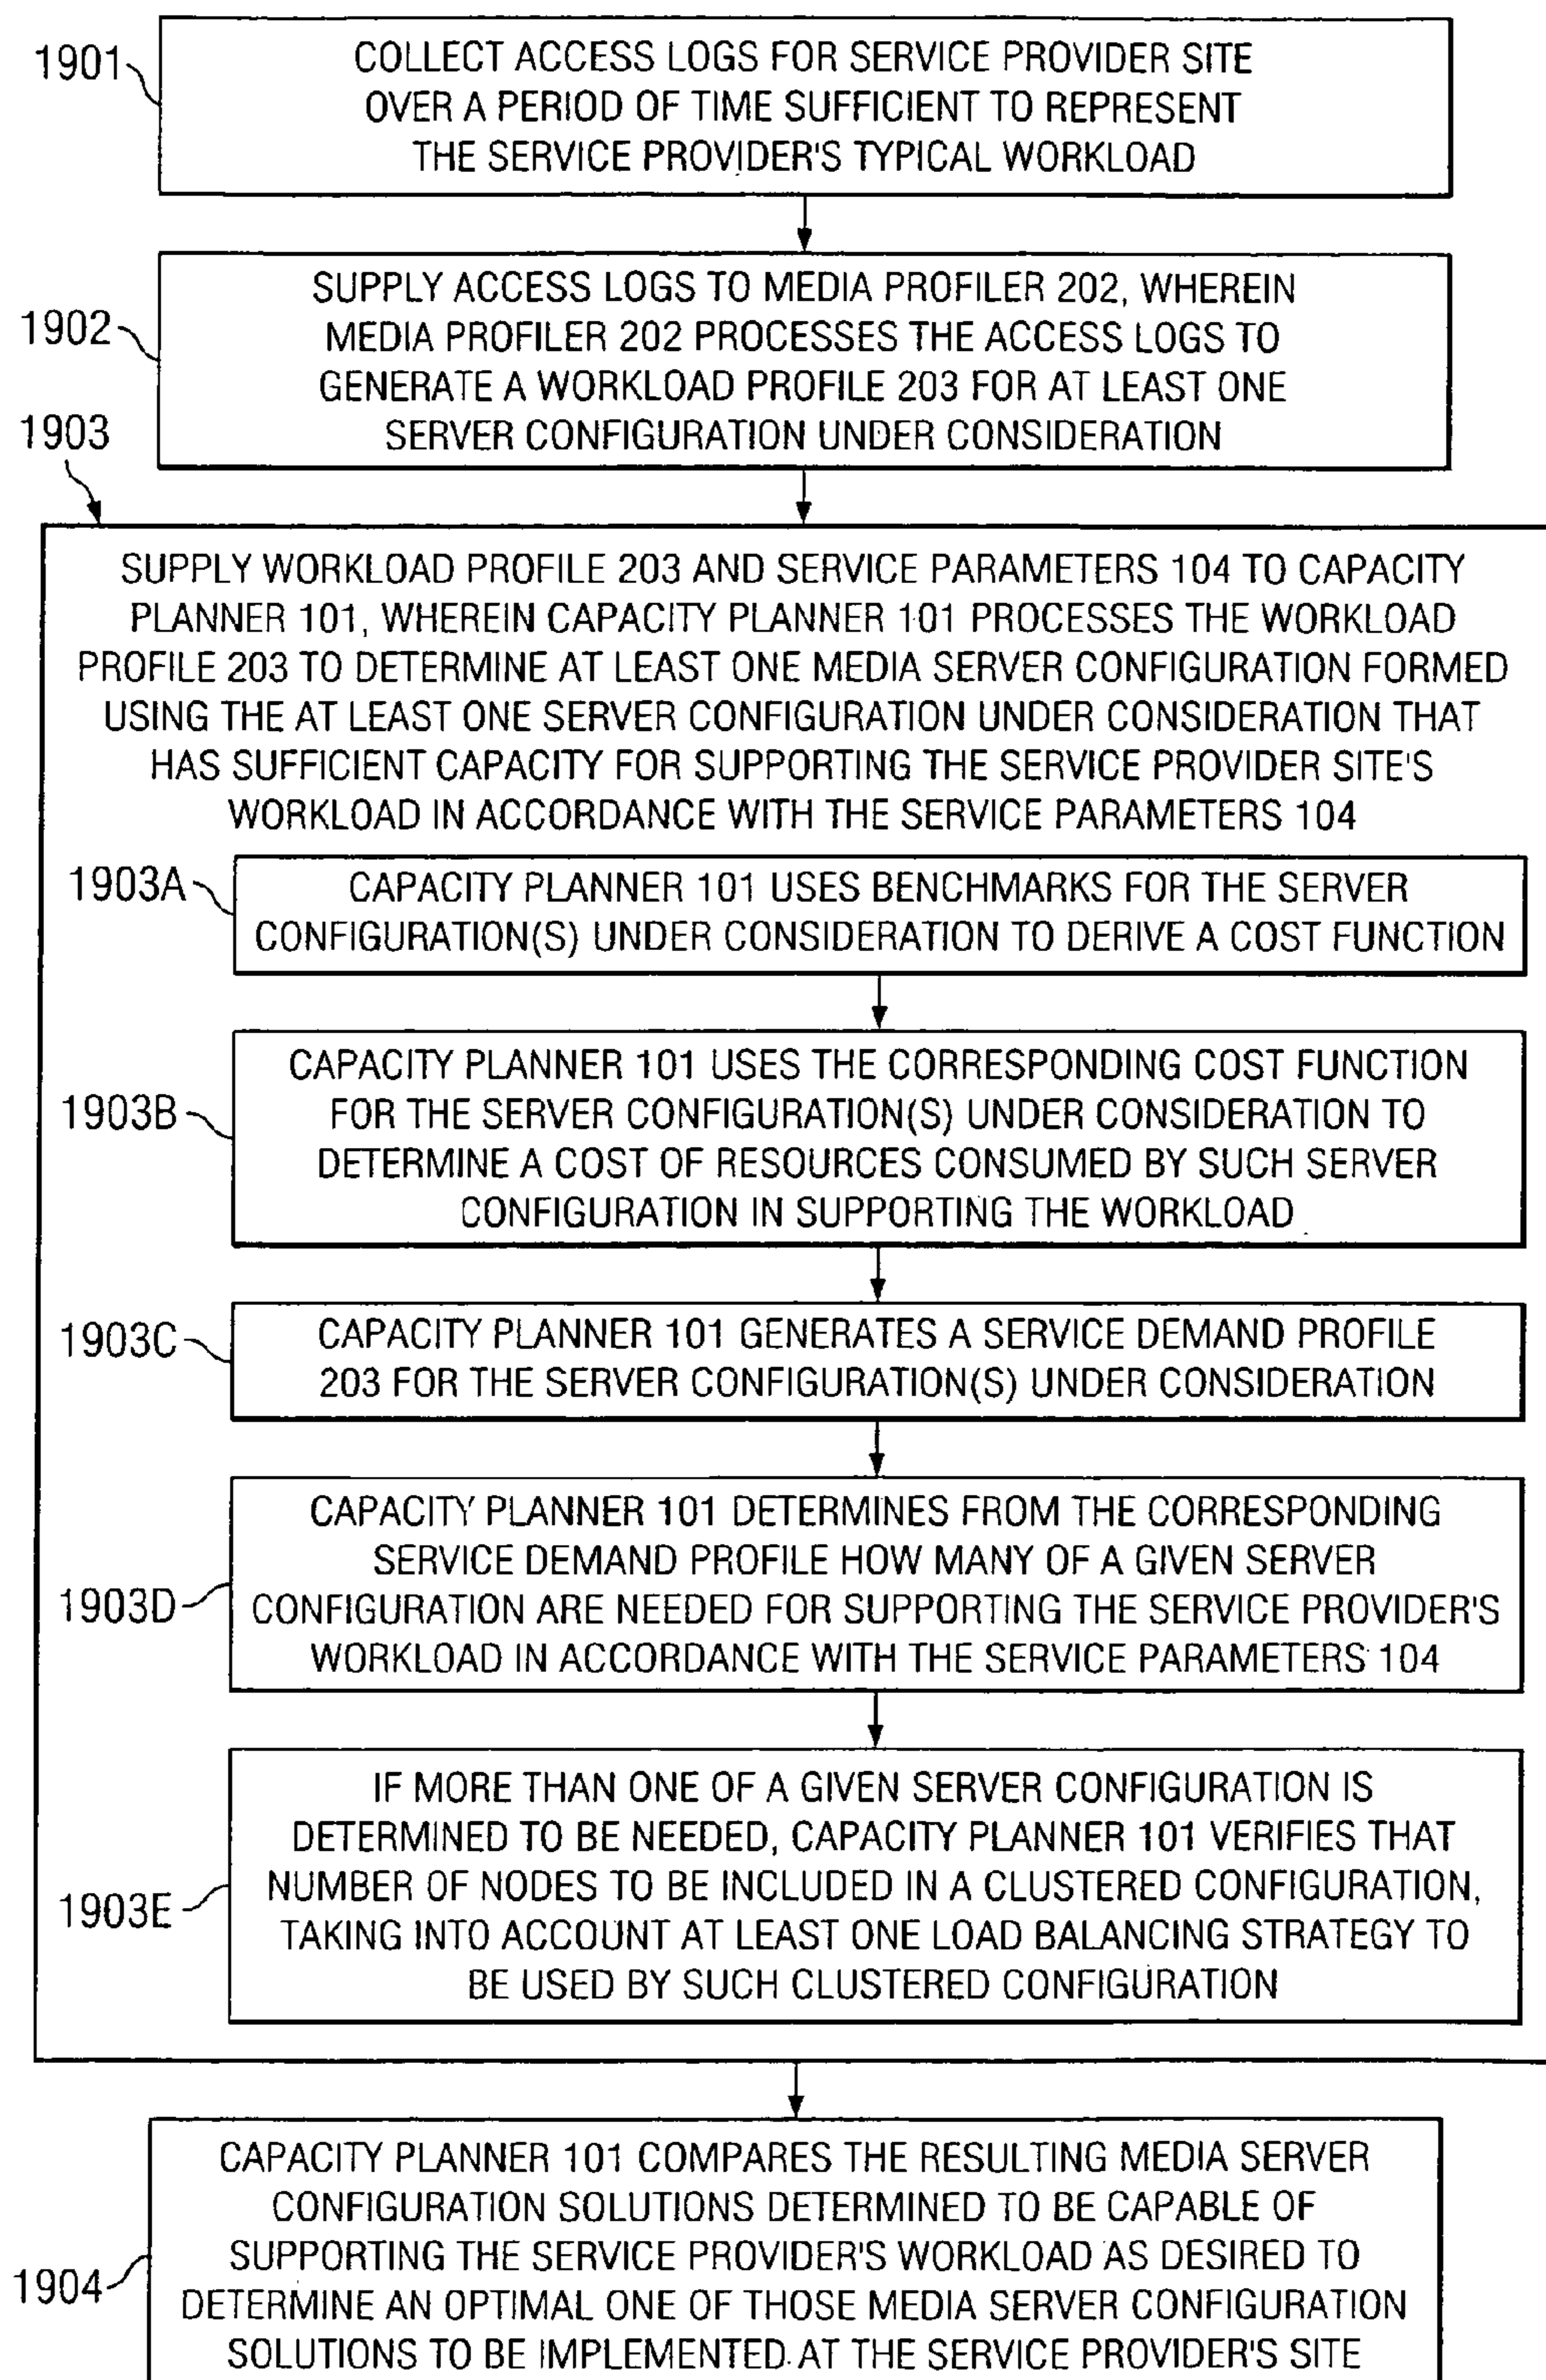 1901
COLLECT ACCESS LOGS FOR SERVICE PROVIDER SITE
OVER A PERIOD OF TIME SUFFICIENT TO REPRESENT
THE SERVICE PROVIDER'S TYPICAL WORKLOAD
1902
SUPPLY ACCESS LOGS TO MEDIA PROFILER 202, WHEREIN
MEDIA PROFILER 202 PROCESSES THE ACCESS LOGS TO
GENERATE A WORKLOAD PROFILE 203 FOR AT LEAST ONE
SERVER CONFIGURATION UNDER CONSIDERATION
1903
SUPPLY WORKLOAD PROFILE 203 AND SERVICE PARAMETERS 104 TO CAPACITY
PLANNER 101, WHEREIN CAPACITY PLANNER 101 PROCESSES THE WORKLOAD
PROFILE 203 TO DETERMINE AT LEAST ONE MEDIA SERVER CONFIGURATION FORMED
USING THE AT LEAST ONE SERVER CONFIGURATION UNDER CONSIDERATION THAT
HAS SUFFICIENT CAPACITY FOR SUPPORTING THE SERVICE PROVIDER SITE'S
WORKLOAD IN ACCORDANCE WITH THE SERVICE PARAMETERS 104
1903A
CAPACITY PLANNER 101 USES BENCHMARKS FOR THE SERVER
CONFIGURATION(S) UNDER CONSIDERATION TO DERIVE A COST FUNCTION
1903B
CAPACITY PLANNER 101 USES THE CORRESPONDING COST FUNCTION
FOR THE SERVER CONFIGURATION(S) UNDER CONSIDERATION TO
DETERMINE A COST OF RESOURCES CONSUMED BY SUCH SERVER
CONFIGURATION IN SUPPORTING THE WORKLOAD
1903C
CAPACITY PLANNER 101 GENERATES A SERVICE DEMAND PROFILE
203 FOR THE SERVER CONFIGURATION(S) UNDER CONSIDERATION
1903D
CAPACITY PLANNER 101 DETERMINES FROM THE CORRESPONDING
SERVICE DEMAND PROFILE HOW MANY OF A GIVEN SERVER
CONFIGURATION ARE NEEDED FOR SUPPORTING THE SERVICE PROVIDER'S
WORKLOAD IN ACCORDANCE WITH THE SERVICE PARAMETERS 104
1903E
IF MORE THAN ONE OF A GIVEN SERVER CONFIGURATION IS
DETERMINED TO BE NEEDED, CAPACITY PLANNER 101 VERIFIES THAT
NUMBER OF NODES TO BE INCLUDED IN A CLUSTERED CONFIGURATION,
TAKING INTO ACCOUNT AT LEAST ONE LOAD BALANCING STRATEGY TO
BE USED BY SUCH CLUSTERED CONFIGURATION
1904
CAPACITY PLANNER 101 COMPARES THE RESULTING MEDIA SERVER
CONFIGURATION SOLUTIONS DETERMINED TO BE CAPABLE OF
SUPPORTING THE SERVICE PROVIDER'S WORKLOAD AS DESIRED TO
DETERMINE AN OPTIMAL ONE OF THOSE MEDIA SERVER CONFIGURATION
SOLUTIONS TO BE IMPLEMENTED AT THE SERVICE PROVIDER'S SITE